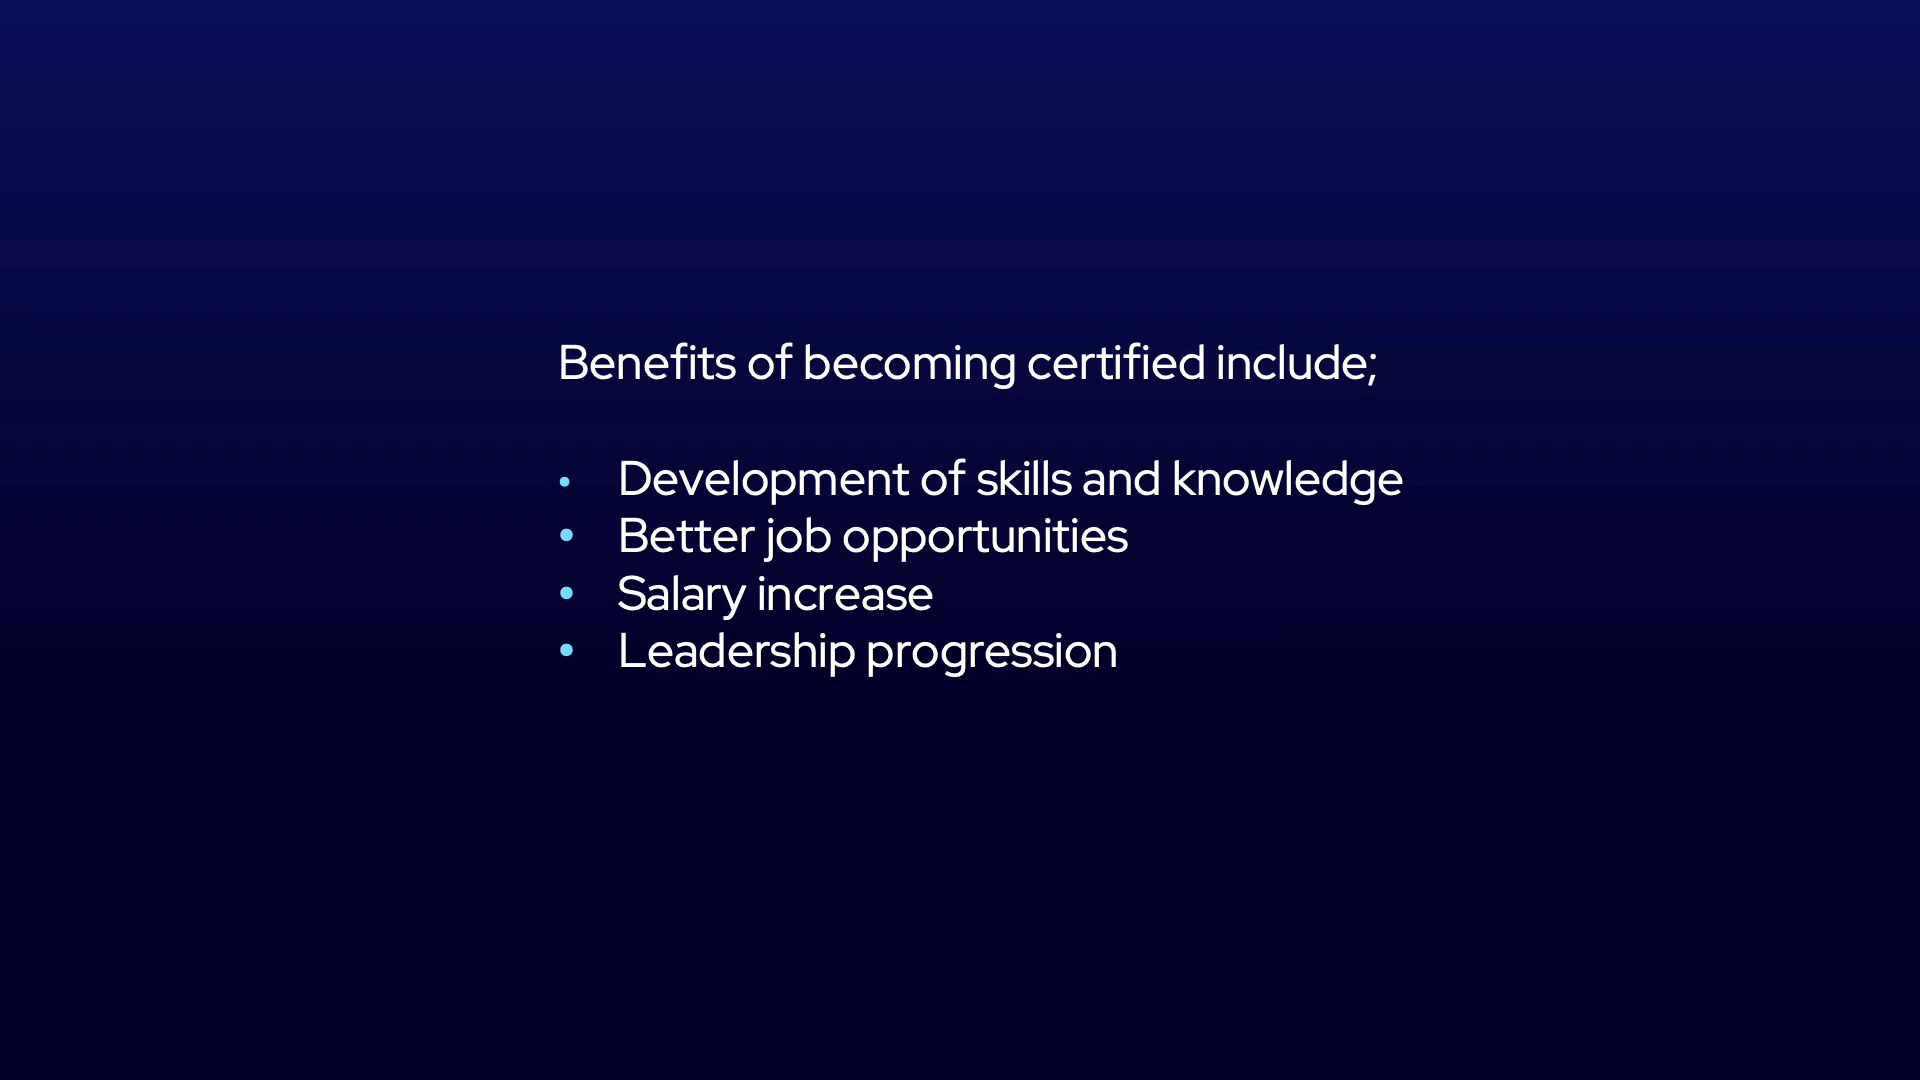 Benefits of becoming certified include;
• Development of skills and knowledge
• Better job opportunities
• Salary increase
• Leadership progression